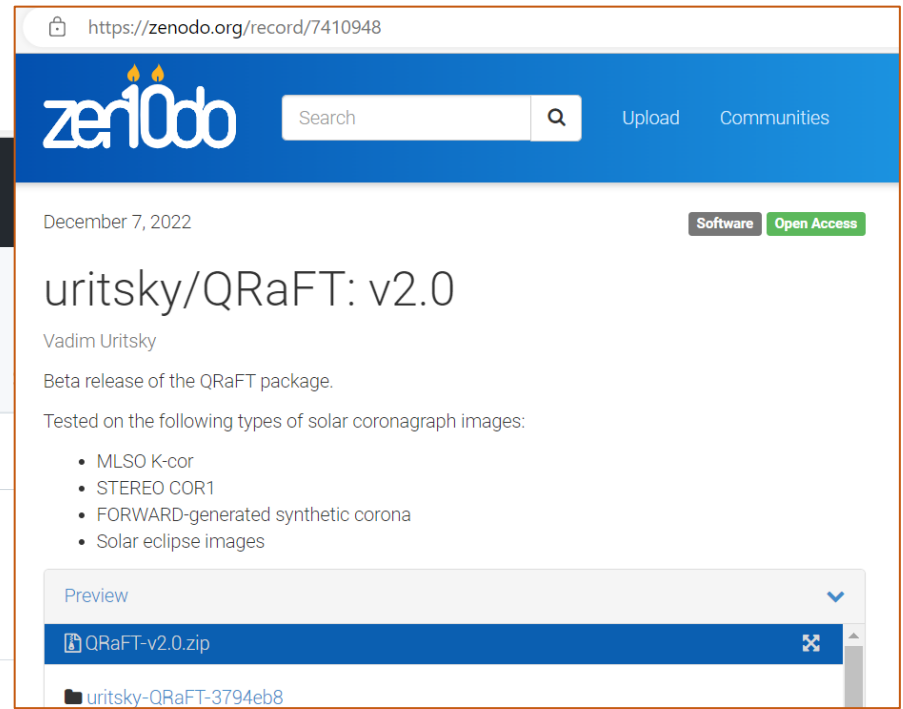 https://zenodo.org/record/7410948
zen10do
Search
Upload
Communities
December 7, 2022
Software
Open Access
uritsky/QRaFT: v2.0
Vadim Uritsky
Beta release of the QRaFT package.
Tested on the following types of solar coronagraph images:
• MLSO K-cor
• STEREO COR1
• FORWARD-generated synthetic corona
• Solar eclipse images
Preview
QRaFT-v2.0.zip
uritsky-QRaFT-3794eb8